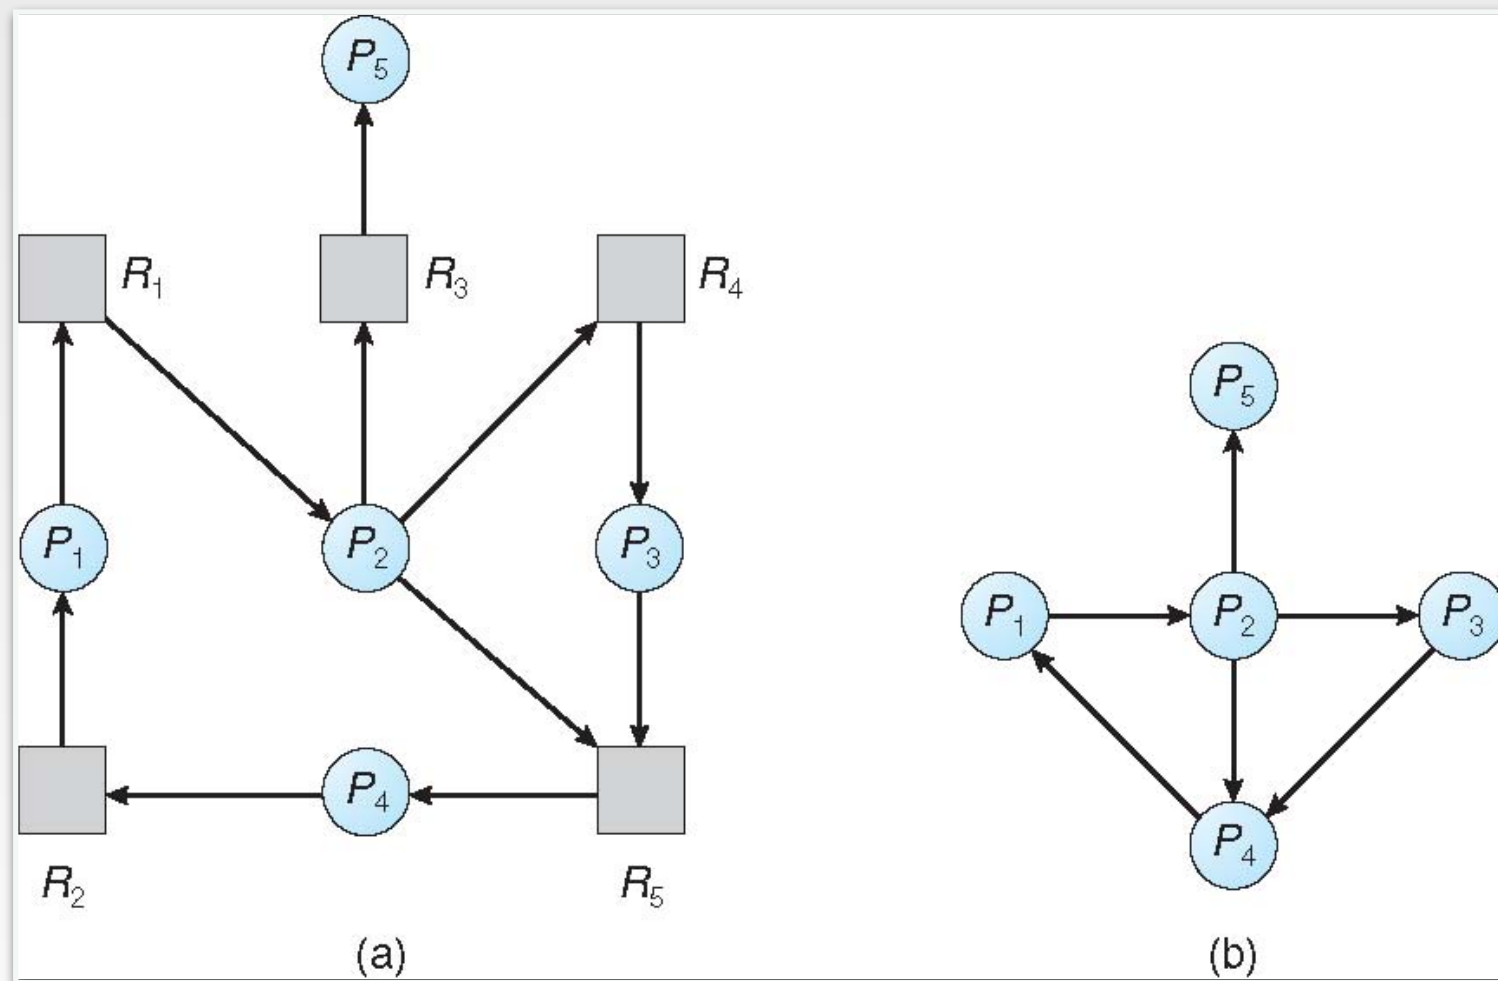 P₅
R₁
R₃
R₄
P₁
P₂
P₃
P₄
R₂
R₅
(a)
P₅
P₁
P₂
P₃
P₄
(b)